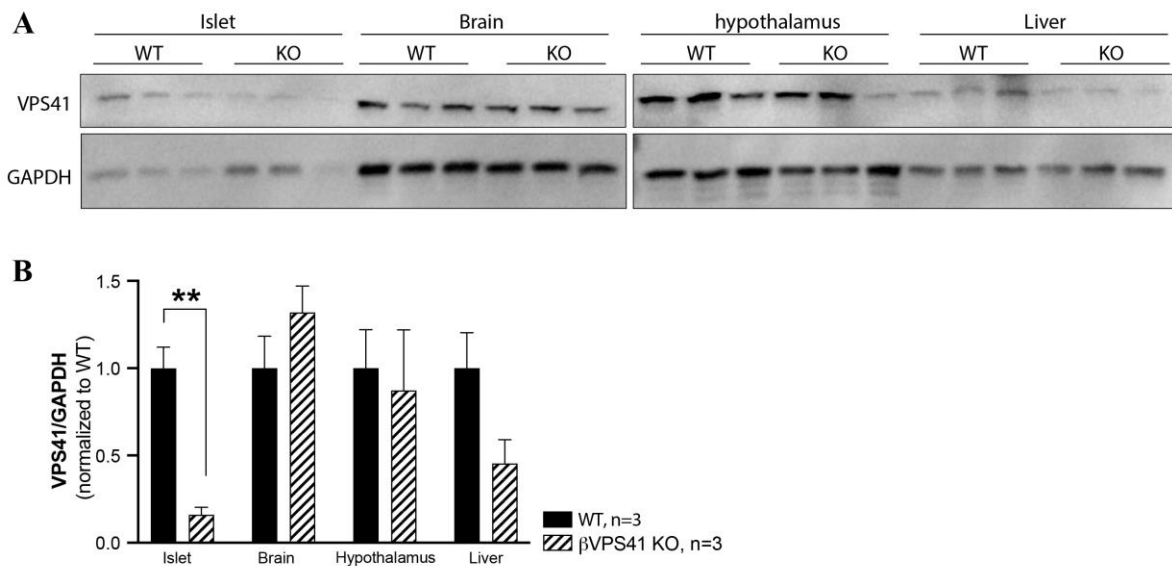 A
Islet Brain hypothalamus Liver
WT KO WT KO WT KO WT KO
VPS41
GAPDH
B
VPS41/GAPDH
(normalized to WT)
1.5
1.0
0.5
0.0
**
Islet Brain Hypothalamus Liver
WT, n=3
βVPS41 KO, n=3